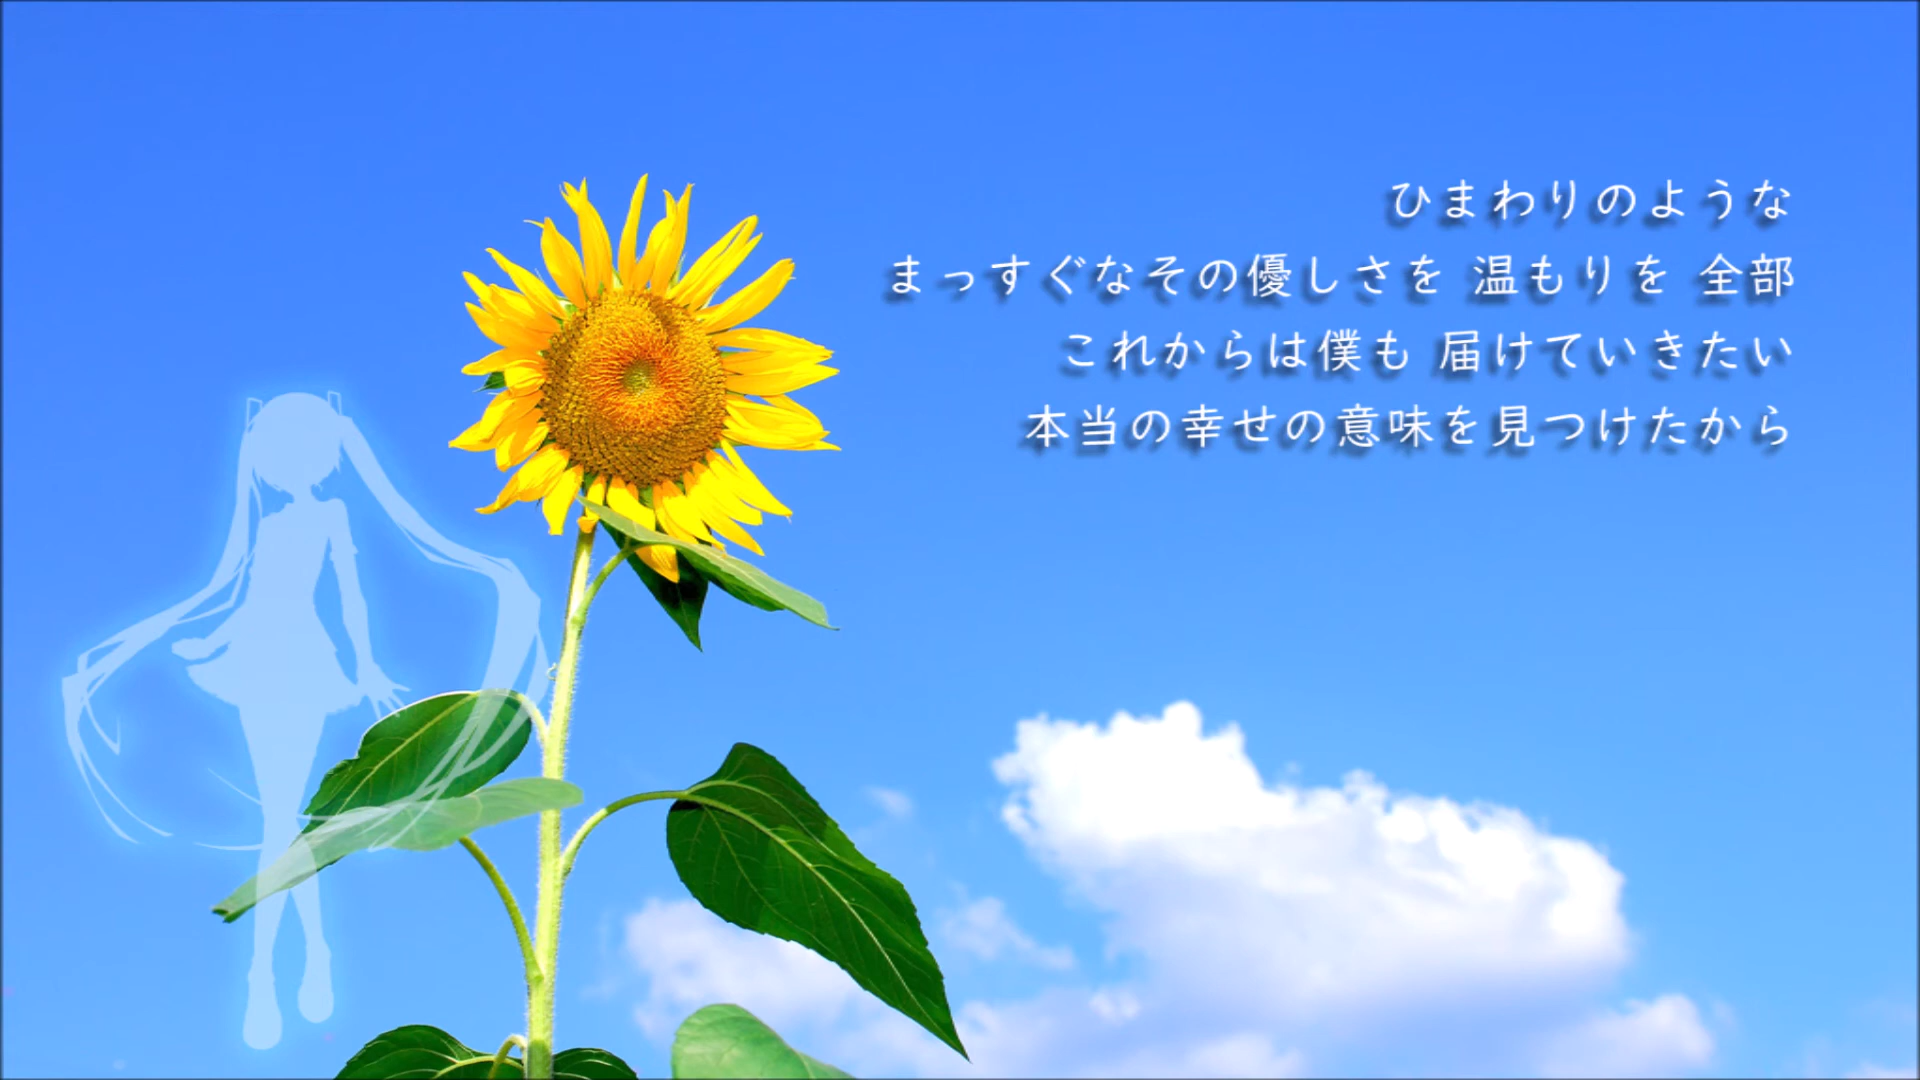 ひまわりのような
まっすぐなその優しさを 温もりを 全部
これからは僕も 届けていきたい
本当の幸せの意味を見つけたから